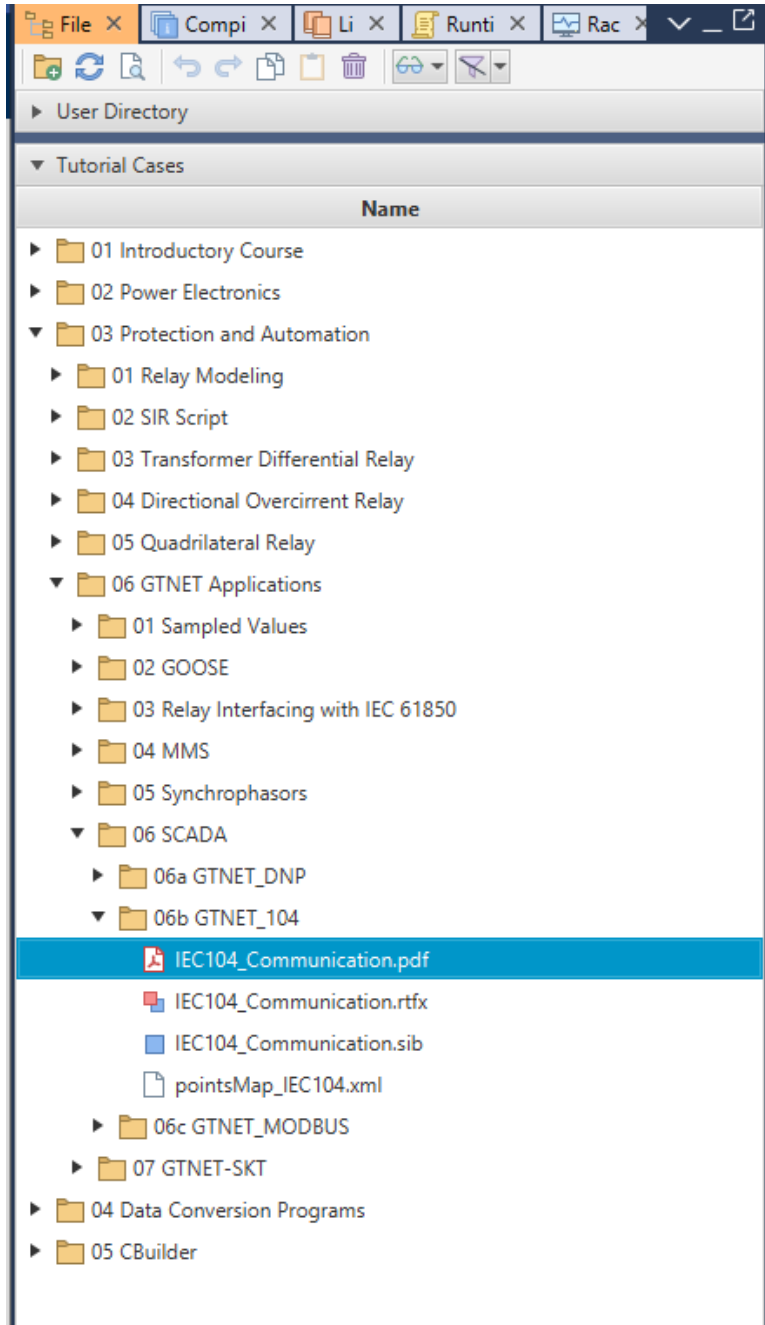 File Compi Li Runti Rac
User Directory
Tutorial Cases
Name
01 Introductory Course
02 Power Electronics
03 Protection and Automation
01 Relay Modeling
02 SIR Script
03 Transformer Differential Relay
04 Directional Overcirrent Relay
05 Quadrilateral Relay
06 GTNET Applications
01 Sampled Values
02 GOOSE
03 Relay Interfacing with IEC 61850
04 MMS
05 Synchrophasors
06 SCADA
06a GTNET_DNP
06b GTNET_104
IEC104_Communication.pdf
IEC104_Communication.rtfx
IEC104_Communication.sib
pointsMap_IEC104.xml
06c GTNET_MODBUS
07 GTNET-SKT
04 Data Conversion Programs
05 CBuilder